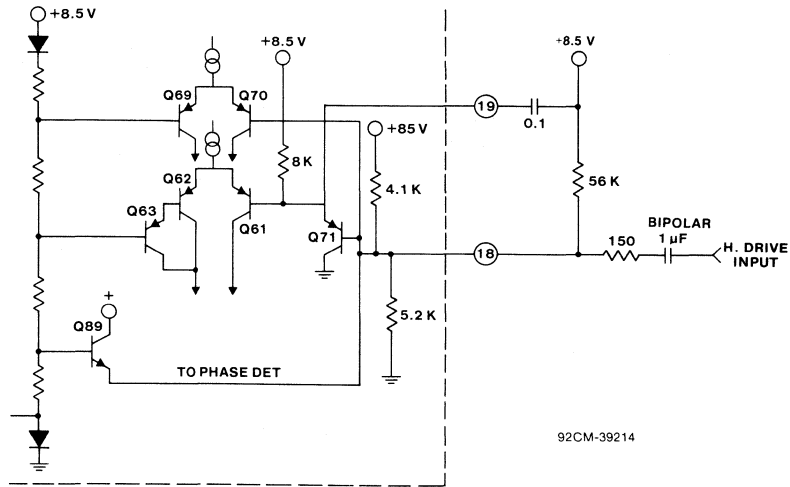 +8.5 V
+8.5 V
+8.5 V
Q69
Q70
19
0.1
+85 V
8 K
56 K
Q62
4.1 K
Q63
Q61
Q71
BIPOLAR
150
1 µF
H. DRIVE
INPUT
18
+
Q89
5.2 K
TO PHASE DET
92CM-39214